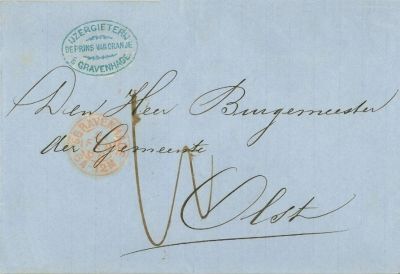 IJZERGIETERIJ
DE PRINS VAN ORANJE
'S GRAVENHAGE
Den Heer Burgemeester
der Gemeente
Olst